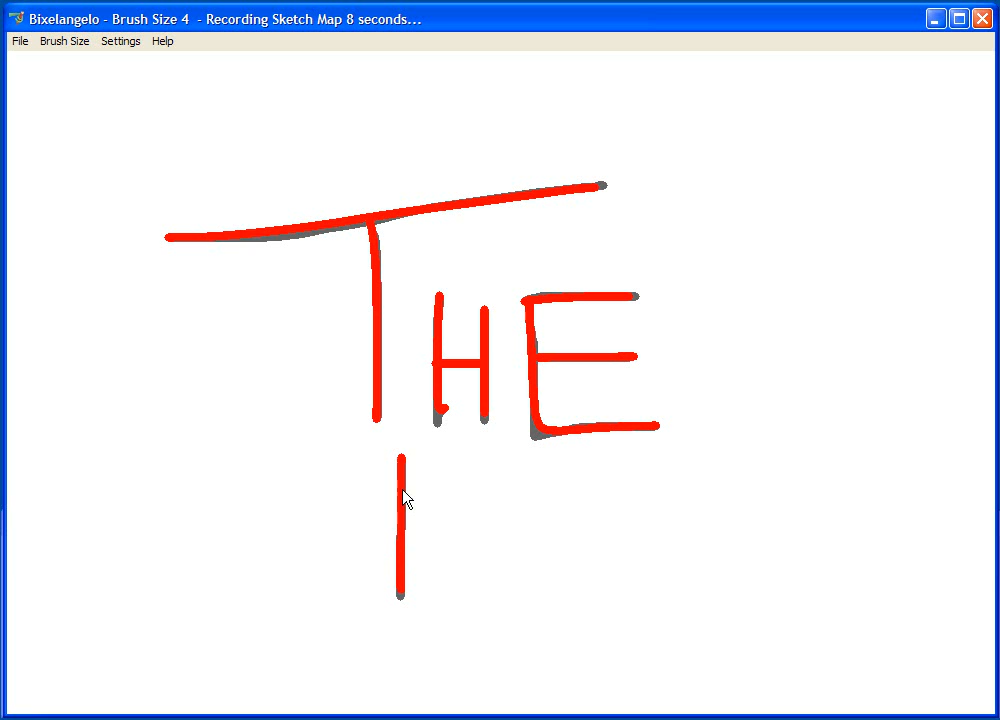 Bixelangelo - Brush Size 4 - Recording Sketch Map 8 seconds...
File Brush Size Settings Help
THE
I